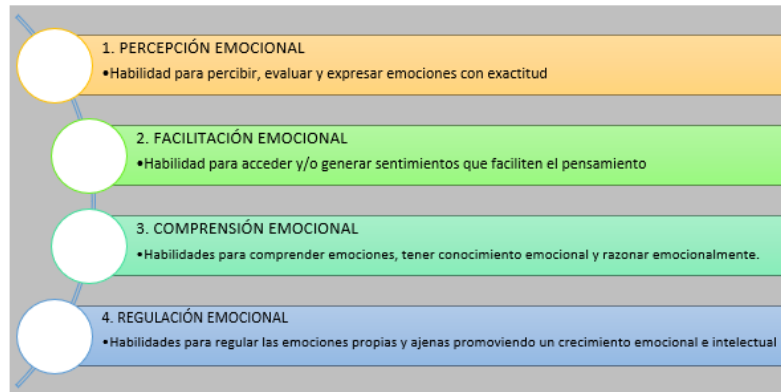 1. PERCEPCIÓN EMOCIONAL
•Habilidad para percibir, evaluar y expresar emociones con exactitud
2. FACILITACIÓN EMOCIONAL
•Habilidad para acceder y/o generar sentimientos que faciliten el pensamiento
3. COMPRENSIÓN EMOCIONAL
•Habilidades para comprender emociones, tener conocimiento emocional y razonar emocionalmente.
4. REGULACIÓN EMOCIONAL
•Habilidades para regular las emociones propias y ajenas promoviendo un crecimiento emocional e intelectual